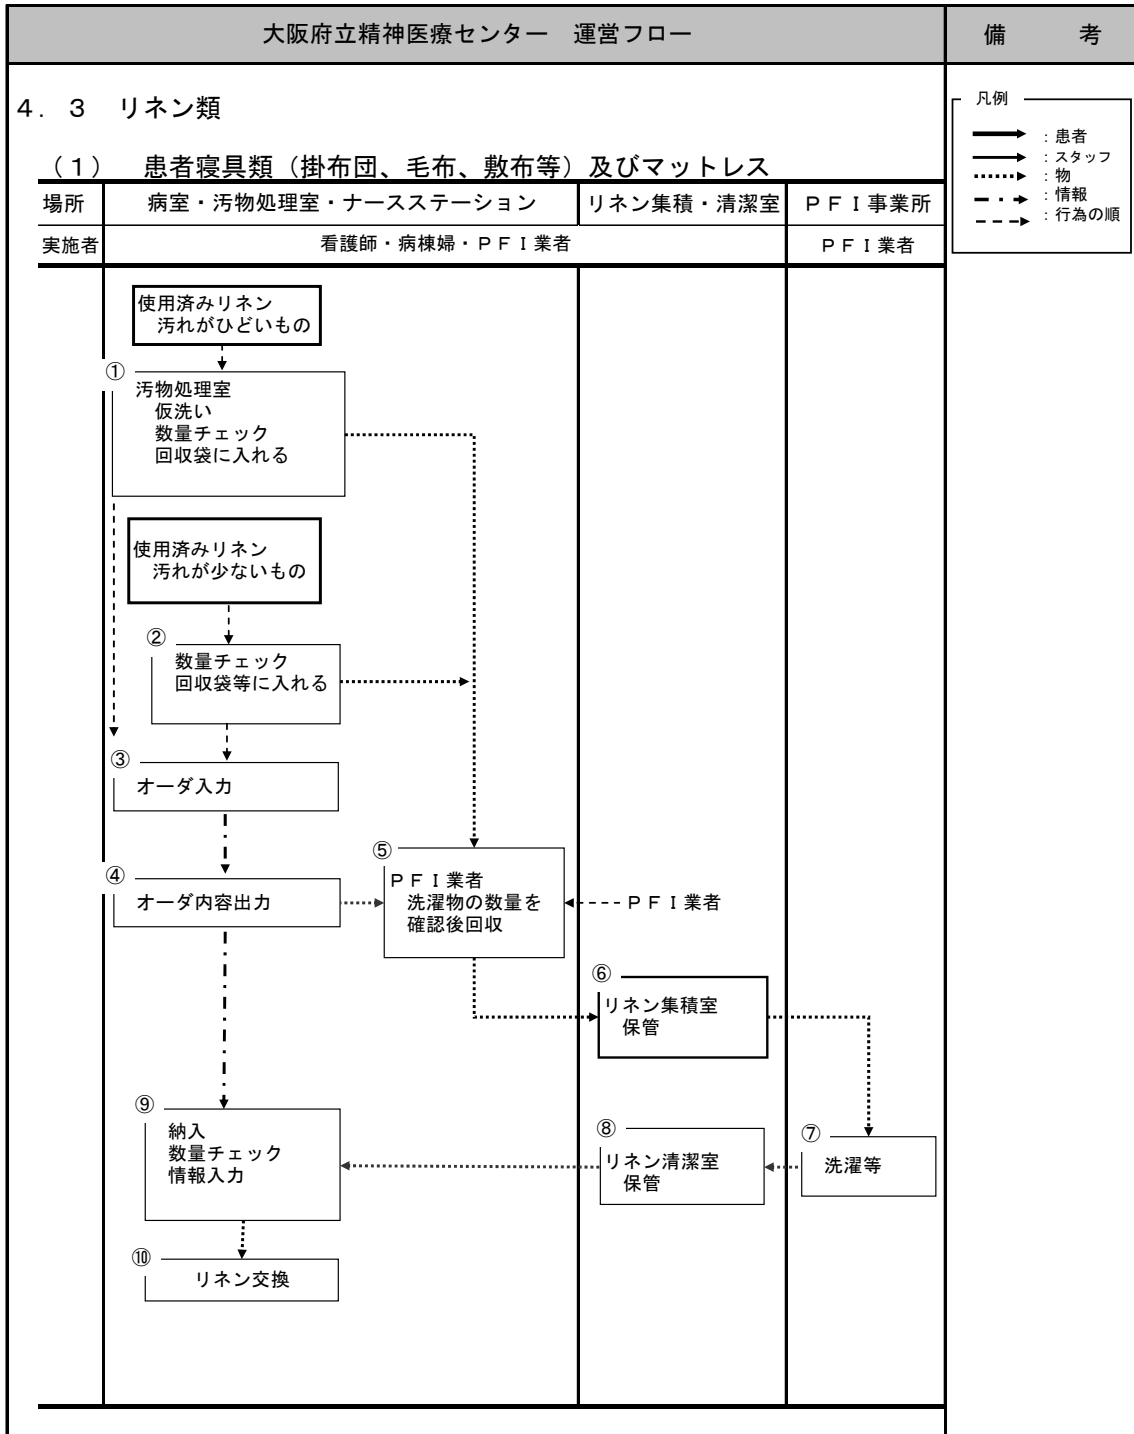 大阪府立精神医療センター　運営フロー
備　　考
４．３　リネン類
（１）　患者寝具類（掛布団、毛布、敷布等）及びマットレス
凡例
：患者
：スタッフ
：物
：情報
：行為の順
場所
病室・汚物処理室・ナースステーション
リネン集積・清潔室
ＰＦＩ事業所
実施者
看護師・病棟婦・ＰＦＩ業者
ＰＦＩ業者
使用済みリネン
汚れがひどいもの
①
汚物処理室
仮洗い
数量チェック
回収袋に入れる
使用済みリネン
汚れが少ないもの
②
数量チェック
回収袋等に入れる
③
オーダ入力
④
オーダ内容出力
⑤
ＰＦＩ業者
洗濯物の数量を
確認後回収
ＰＦＩ業者
⑥
リネン集積室
保管
⑦
洗濯等
⑧
リネン清潔室
保管
⑨
納入
数量チェック
情報入力
⑩
リネン交換